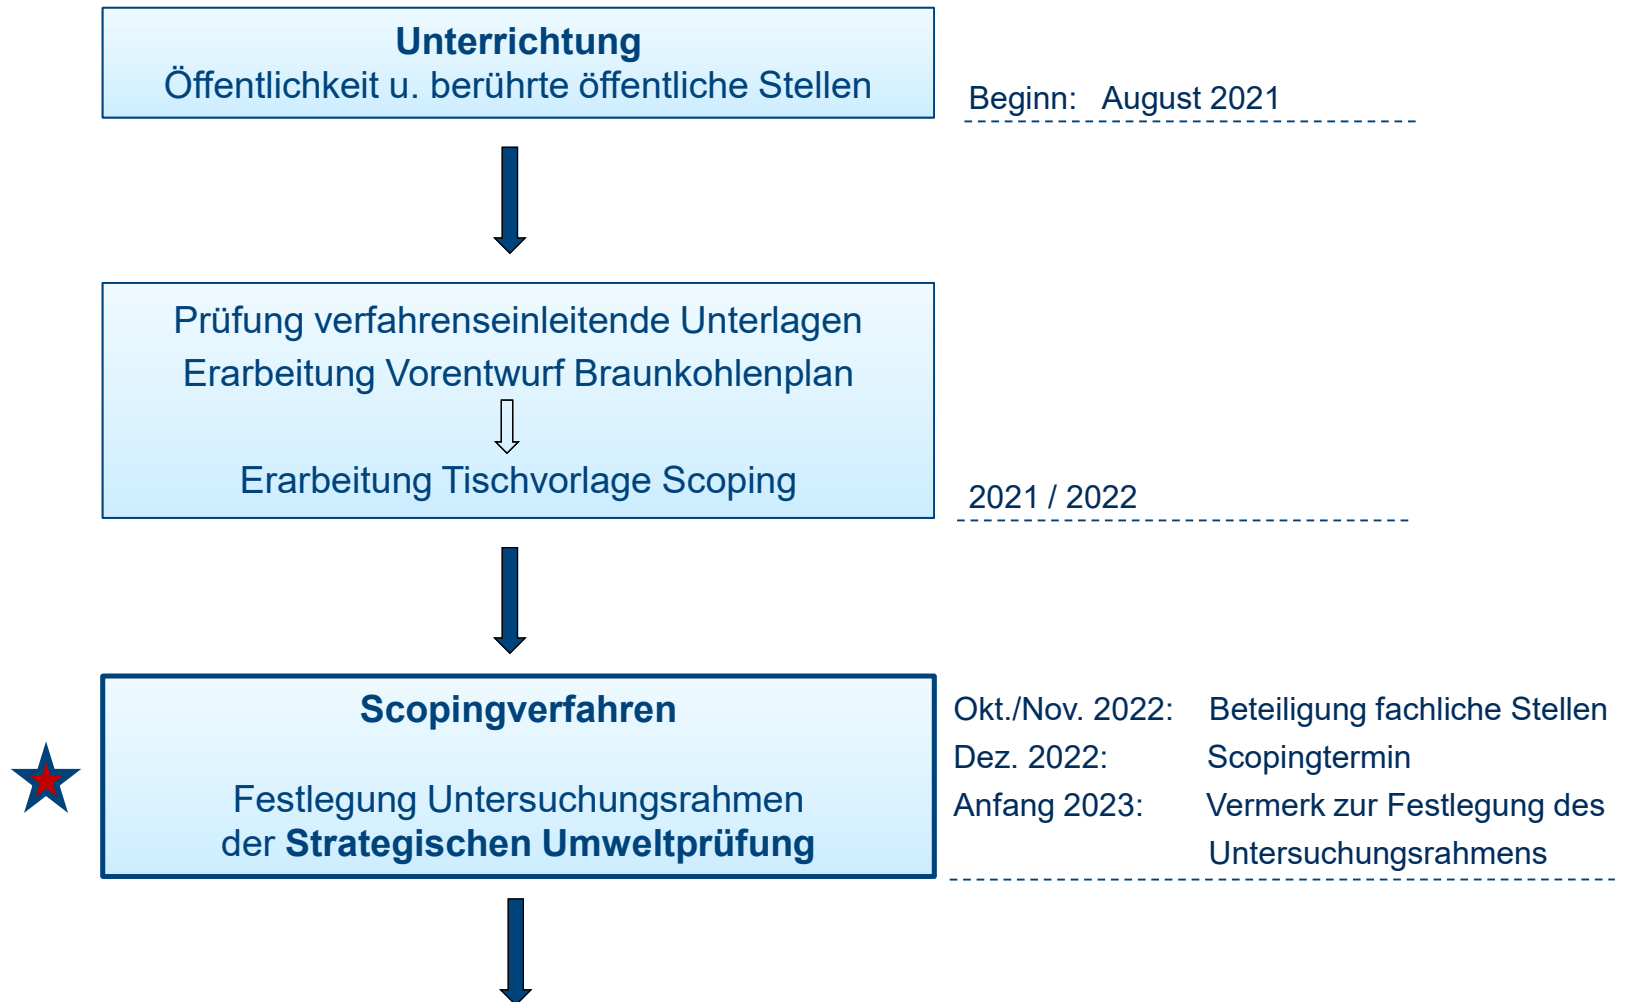 Unterrichtung
Öffentlichkeit u. berührte öffentliche Stellen
Beginn: August 2021
Prüfung verfahrenseinleitende Unterlagen
Erarbeitung Vorentwurf Braunkohlenplan
Erarbeitung Tischvorlage Scoping
2021 / 2022
Scopingverfahren
Festlegung Untersuchungsrahmen
der Strategischen Umweltprüfung
Okt./Nov. 2022: Beteiligung fachliche Stellen
Dez. 2022: Scopingtermin
Anfang 2023: Vermerk zur Festlegung des
Untersuchungsrahmens